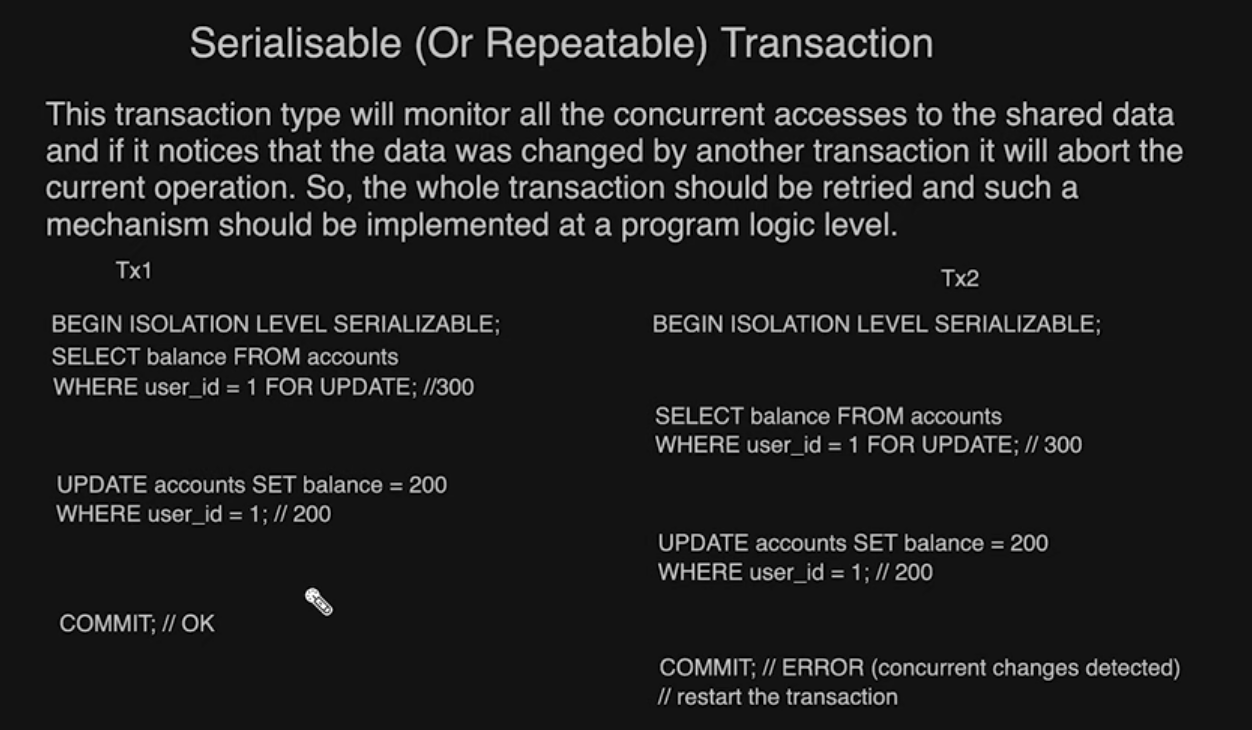 Serialisable (Or Repeatable) Transaction
This transaction type will monitor all the concurrent accesses to the shared data
and if it notices that the data was changed by another transaction it will abort the
current operation. So, the whole transaction should be retried and such a
mechanism should be implemented at a program logic level.
Tx1
BEGIN ISOLATION LEVEL SERIALIZABLE;
SELECT balance FROM accounts
WHERE user_id = 1 FOR UPDATE; //300
UPDATE accounts SET balance = 200
WHERE user_id = 1; // 200
COMMIT; // OK
Tx2
BEGIN ISOLATION LEVEL SERIALIZABLE;
SELECT balance FROM accounts
WHERE user_id = 1 FOR UPDATE; // 300
UPDATE accounts SET balance = 200
WHERE user_id = 1; // 200
COMMIT; // ERROR (concurrent changes detected)
// restart the transaction